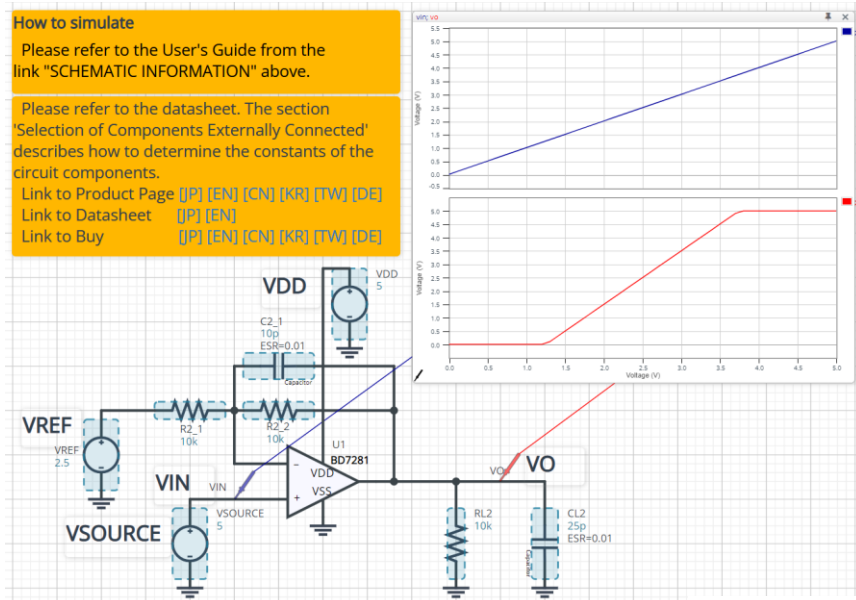 How to simulate
Please refer to the User's Guide from the
link "SCHEMATIC INFORMATION" above.
Please refer to the datasheet. The section
'Selection of Components Externally Connected'
describes how to determine the constants of the
circuit components.
Link to Product Page [JP] [EN] [CN] [KR] [TW] [DE]
Link to Datasheet [JP] [EN]
Link to Buy [JP] [EN] [CN] [KR] [TW] [DE]
VIN; VO
Voltage (V)
5.5
5.0
4.5
4.0
3.5
3.0
2.5
2.0
1.5
1.0
0.5
0.0
-0.5
Voltage (V)
5.0
4.5
4.0
3.5
3.0
2.5
2.0
1.5
1.0
0.5
0.0
0.0 0.5 1.0 1.5 2.0 2.5 3.0 3.5 4.0 4.5 5.0
Voltage (V)
VDD
VDD
5
C2_1
10p
ESR=0.01
Capacitor
VREF
VREF
2.5
R2_1
10k
R2_2
10k
U1
BD7281
VDD
VSS
VIN
VIN
VSOURCE
VSOURCE
5
VO
VO
RL2
10k
CL2
25p
ESR=0.01
Capacitor